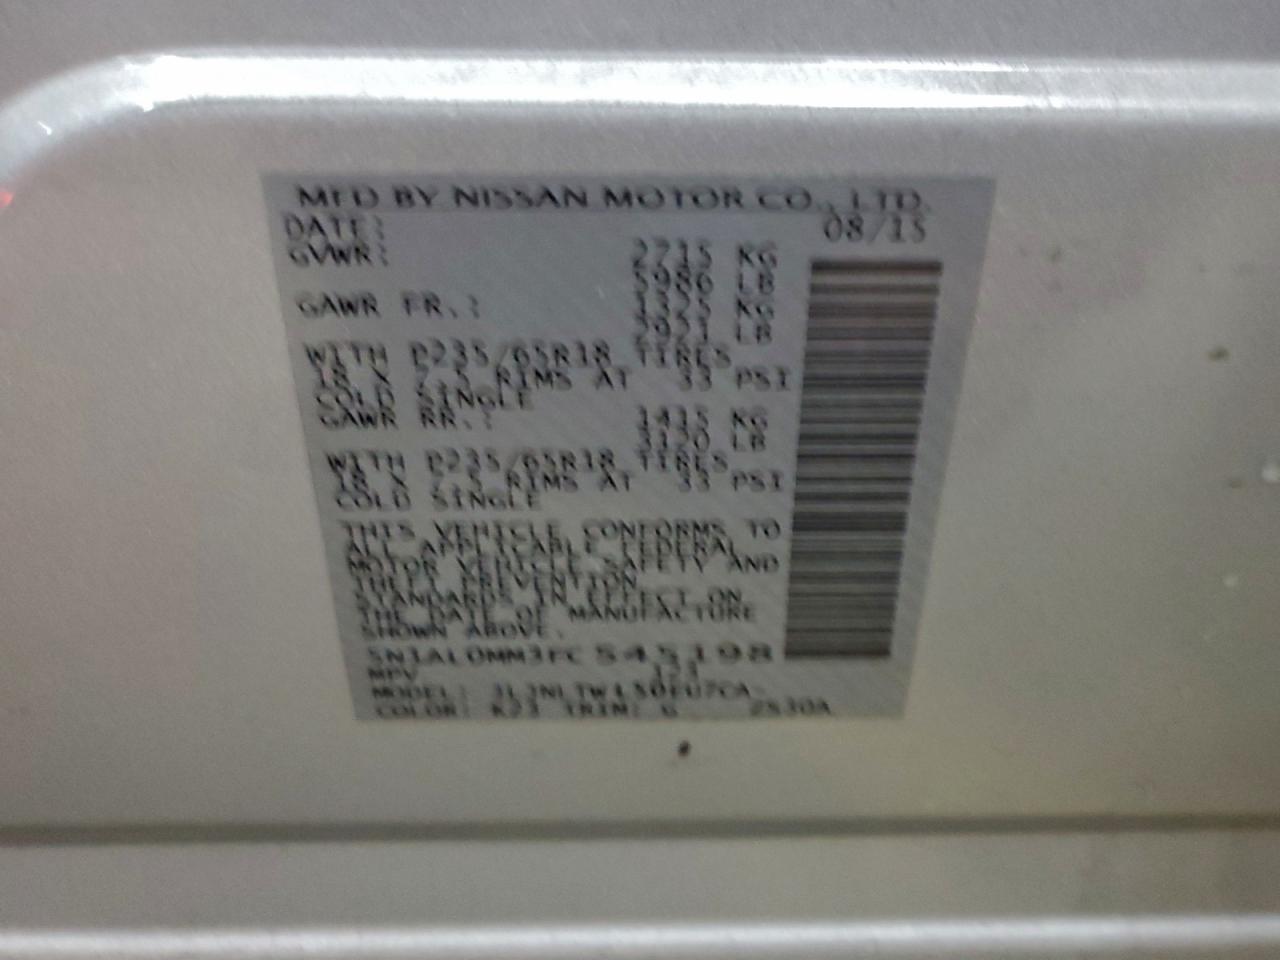 MFD BY NISSAN MOTOR CO., LTD.
DATE: 08/15
GVWR: 2715 KG
5986 LB
GAWR FR.: 1325 KG
2921 LB
WITH P235/65R18 TIRES
18 X 7.5 RIMS AT 33 PSI
COLD SINGLE
GAWR RR.: 1415 KG
3120 LB
WITH P235/65R18 TIRES
18 X 7.5 RIMS AT 33 PSI
COLD SINGLE
THIS VEHICLE CONFORMS TO
ALL APPLICABLE FEDERAL
MOTOR VEHICLE SAFETY AND
THEFT PREVENTION
STANDARDS IN EFFECT ON
THE DATE OF MANUFACTURE
SHOWN ABOVE.
5N1AL0MM3FC 545198
MPV
MODEL:
COLOR: K23 TRIM: G 2530A